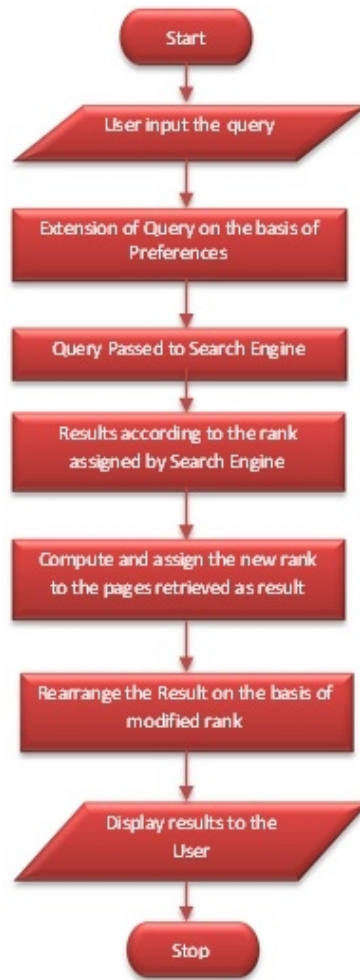 Start
User input the query
Extension of Query on the basis of
Preferences
Query Passed to Search Engine
Results according to the rank
assigned by Search Engine
Compute and assign the new rank
to the pages retrieved as result
Rearrange the Result on the basis of
modified rank
Display results to the
User
Stop